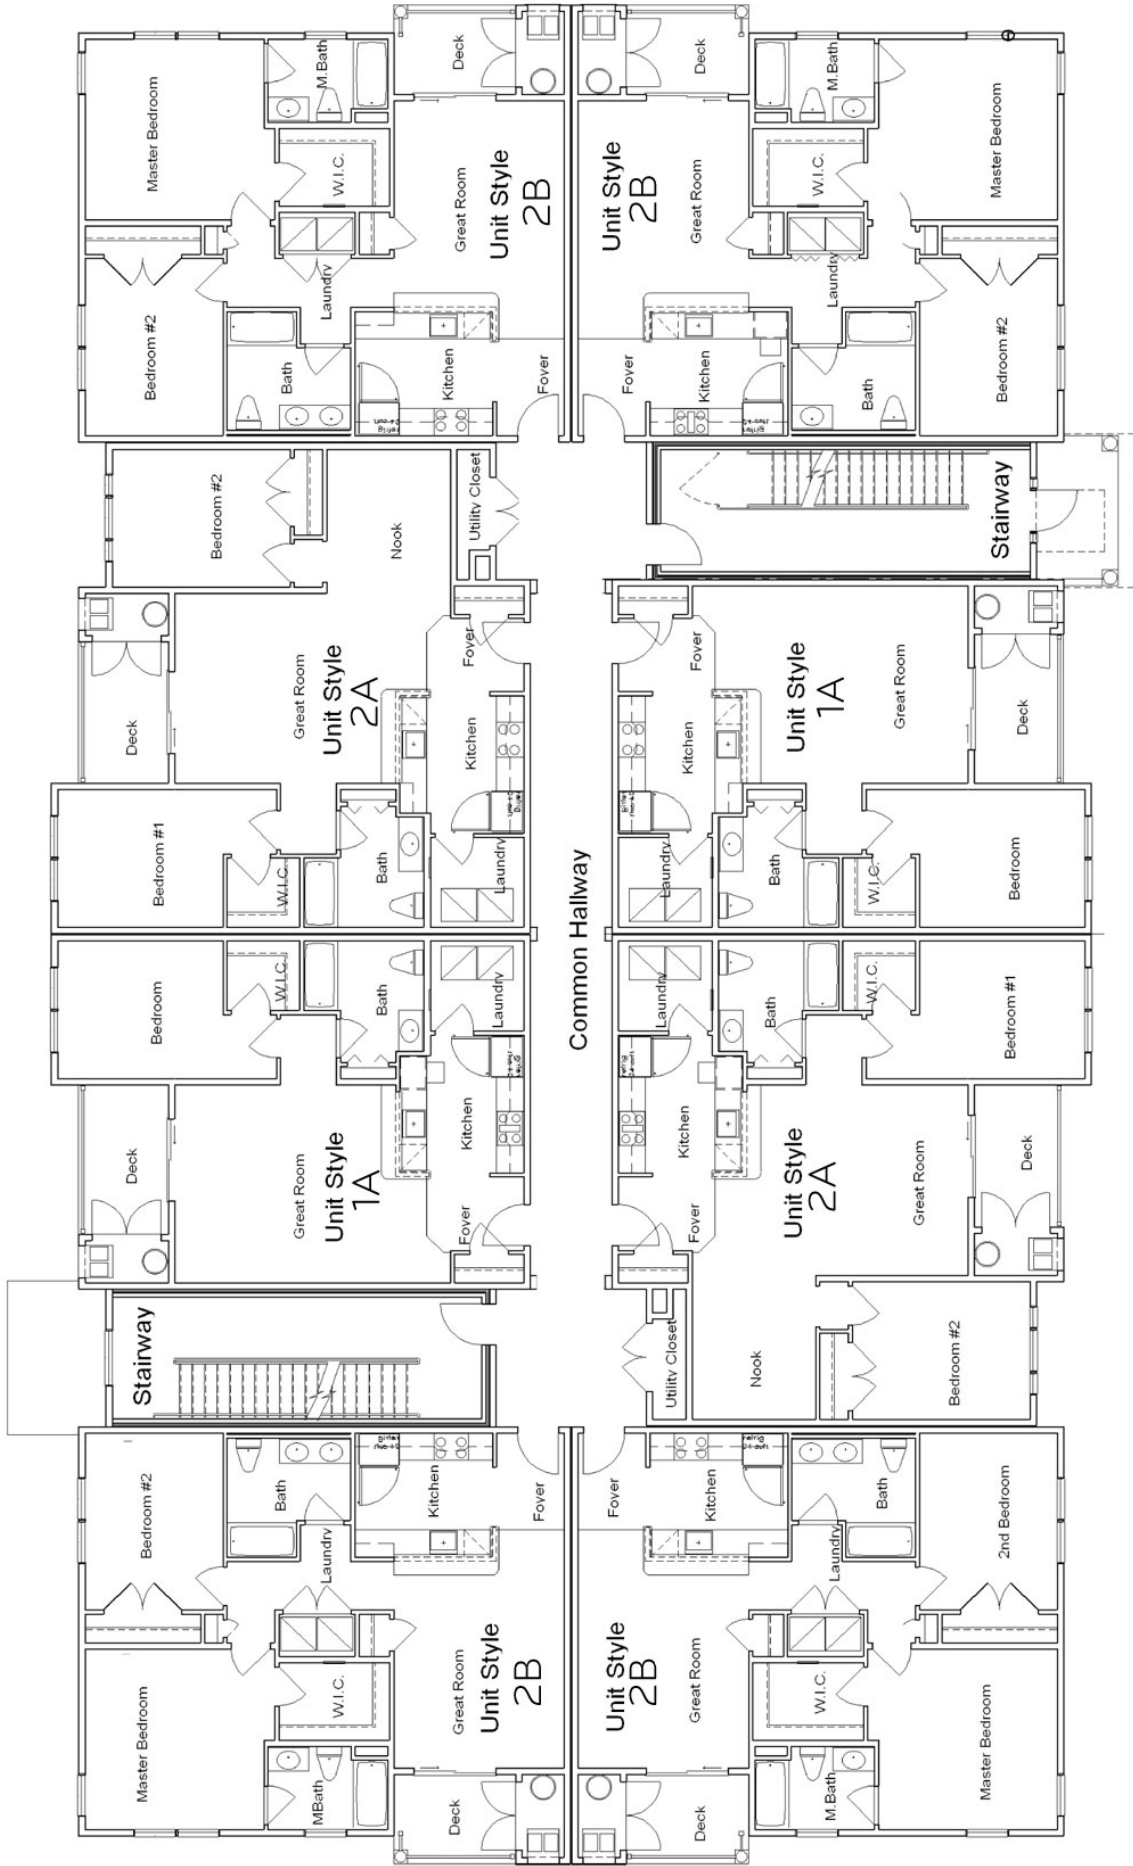 Master Bedroom
M.Bath
W.I.C.
Deck
Great Room
Unit Style
2B
Bedroom #2
Laundry
Bath
Kitchen
Foyer
Deck
M.Bath
Master Bedroom
W.I.C.
Unit Style
2B
Great Room
Laundry
Bedroom #2
Foyer
Kitchen
Bath
Bedroom #2
Nook
Utility Closet
Stairway
Deck
Great Room
Unit Style
2A
Foyer
Kitchen
Bedroom #1
W.I.C.
Bath
Laundry
Foyer
Unit Style
1A
Great Room
Deck
Kitchen
Laundry
Bath
W.I.C.
Bedroom
Common Hallway
Bedroom
W.I.C.
Bath
Laundry
Deck
Great Room
Unit Style
1A
Kitchen
Foyer
Laundry
Bath
W.I.C.
Bedroom #1
Kitchen
Foyer
Unit Style
2A
Great Room
Deck
Stairway
Utility Closet
Nook
Bedroom #2
Bedroom #2
Bath
Kitchen
Foyer
Laundry
Master Bedroom
W.I.C.
MBath
Great Room
Unit Style
2B
Deck
Foyer
Kitchen
refrig
Bath
2nd Bedroom
Laundry
Unit Style
2B
Great Room
W.I.C.
Master Bedroom
M.Bath
Deck